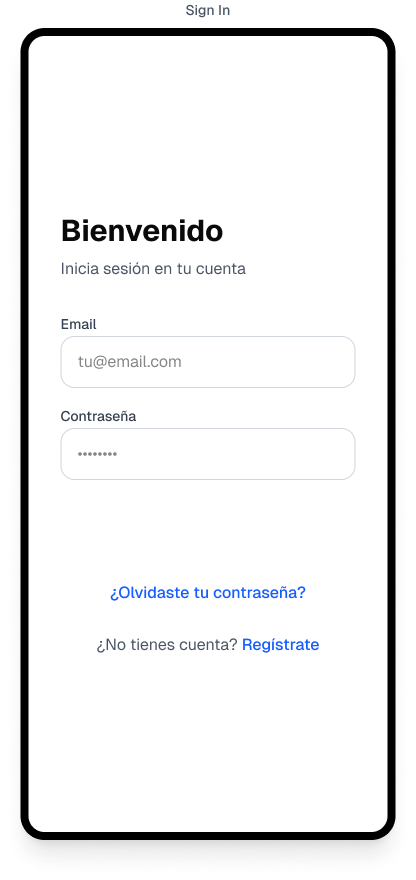 Sign In
Bienvenido
Inicia sesión en tu cuenta
Email
tu@email.com
Contraseña
••••••••
¿Olvidaste tu contraseña?
¿No tienes cuenta? Regístrate